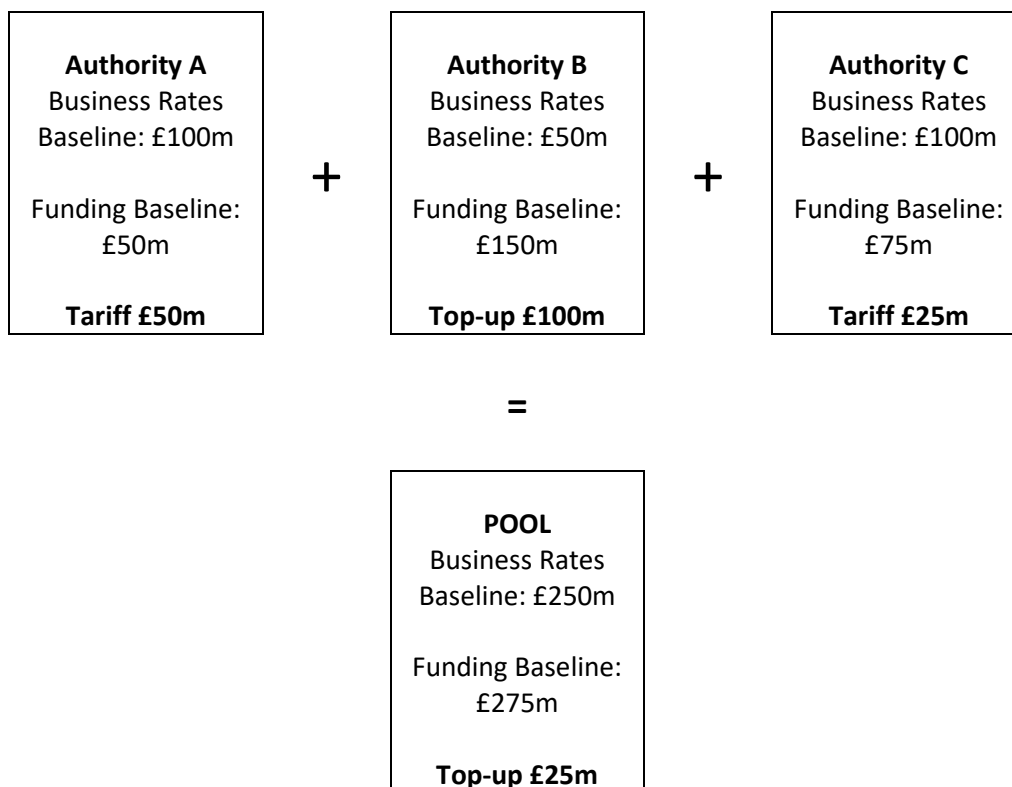 Authority A
Business Rates
Baseline: £100m
Funding Baseline:
£50m
Tariff £50m
+
Authority B
Business Rates
Baseline: £50m
Funding Baseline:
£150m
Top-up £100m
+
Authority C
Business Rates
Baseline: £100m
Funding Baseline:
£75m
Tariff £25m
=
POOL
Business Rates
Baseline: £250m
Funding Baseline:
£275m
Top-up £25m